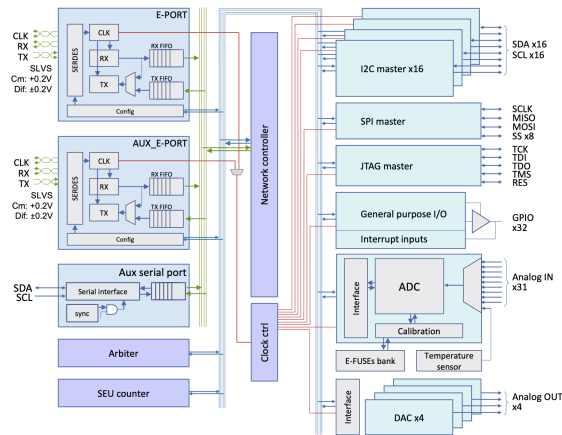 E-PORT
CLK
RX
TX
SLVS
Cm: +0.2V
Dif: ±0.2V
SERDES
CLK
RX
TX
RX FIFO
TX FIFO
Config
AUX_E-PORT
CLK
RX
TX
SLVS
Cm: +0.2V
Dif: ±0.2V
SERDES
CLK
RX
TX
RX FIFO
TX FIFO
Config
Aux serial port
SDA
SCL
Serial interface
sync
Arbiter
SEU counter
Network controller
Clock ctrl
I2C master x16
SDA x16
SCL x16
SPI master
SCLK
MISO
MOSI
SS x8
JTAG master
TCK
TDI
TDO
TMS
RES
General purpose I/O
Interrupt inputs
GPIO
x32
Interface
ADC
Calibration
Analog IN
x31
E-FUSEs bank
Temperature
sensor
Interface
DAC x4
Analog OUT
x4